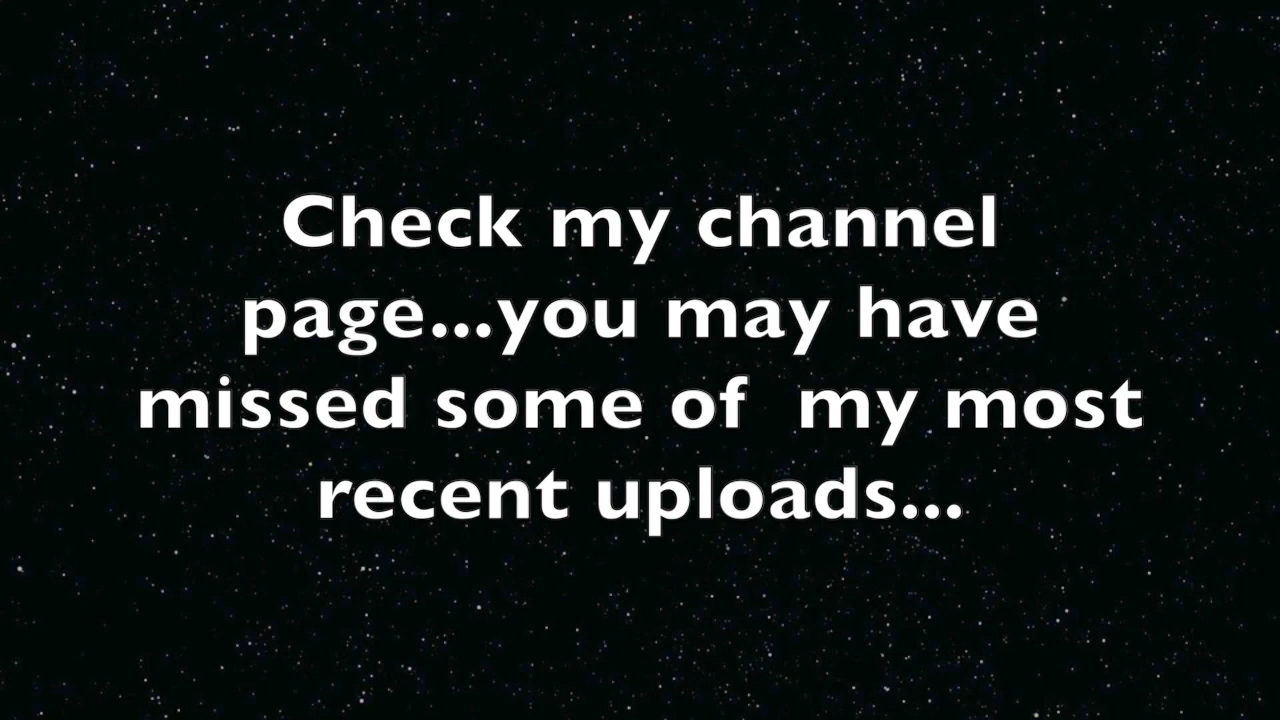 Check my channel
page...you may have
missed some of  my most
recent uploads...